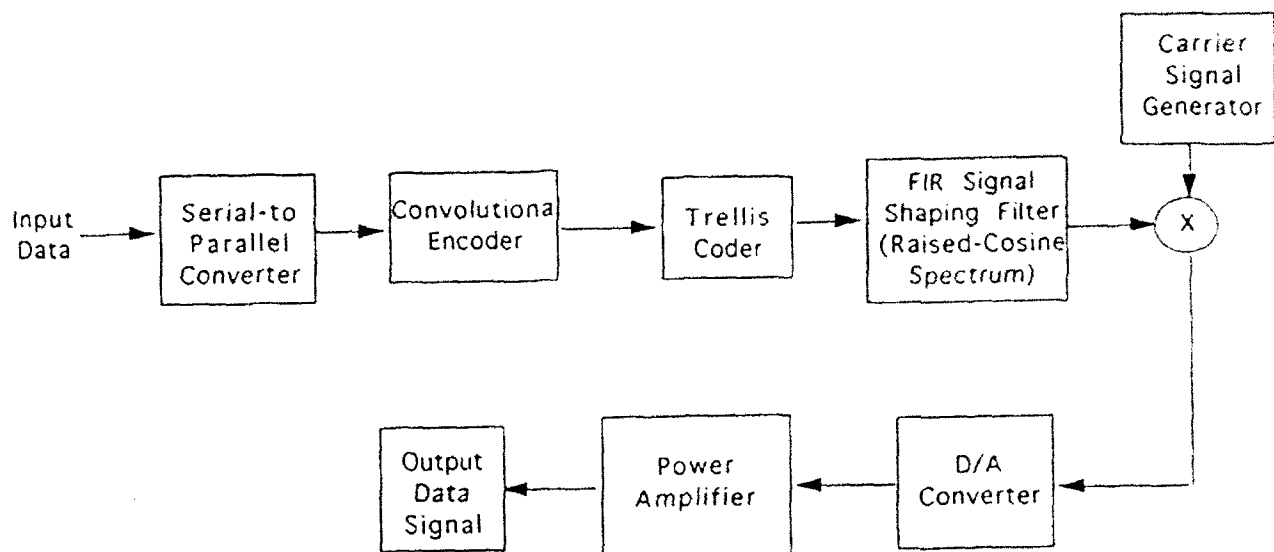 Carrier
Signal
Generator
Input
Data
Serial-to
Parallel
Converter
Convolutiona
Encoder
Trellis
Coder
FIR Signal
Shaping Filter
(Raised-Cosine
Spectrum)
X
Output
Data
Signal
Power
Amplifier
D/A
Converter